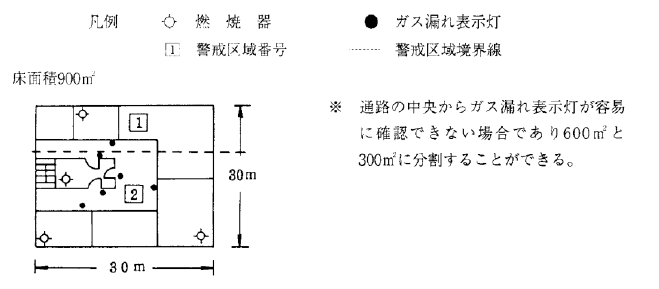 凡例 燃焼器 ガス漏れ表示灯
1 警戒区域番号 警戒区域境界線
床面積900㎡
1
2
30m
30m
※ 通路の中央からガス漏れ表示灯が容易
に確認できない場合であり600㎡と
300㎡に分割することができる。